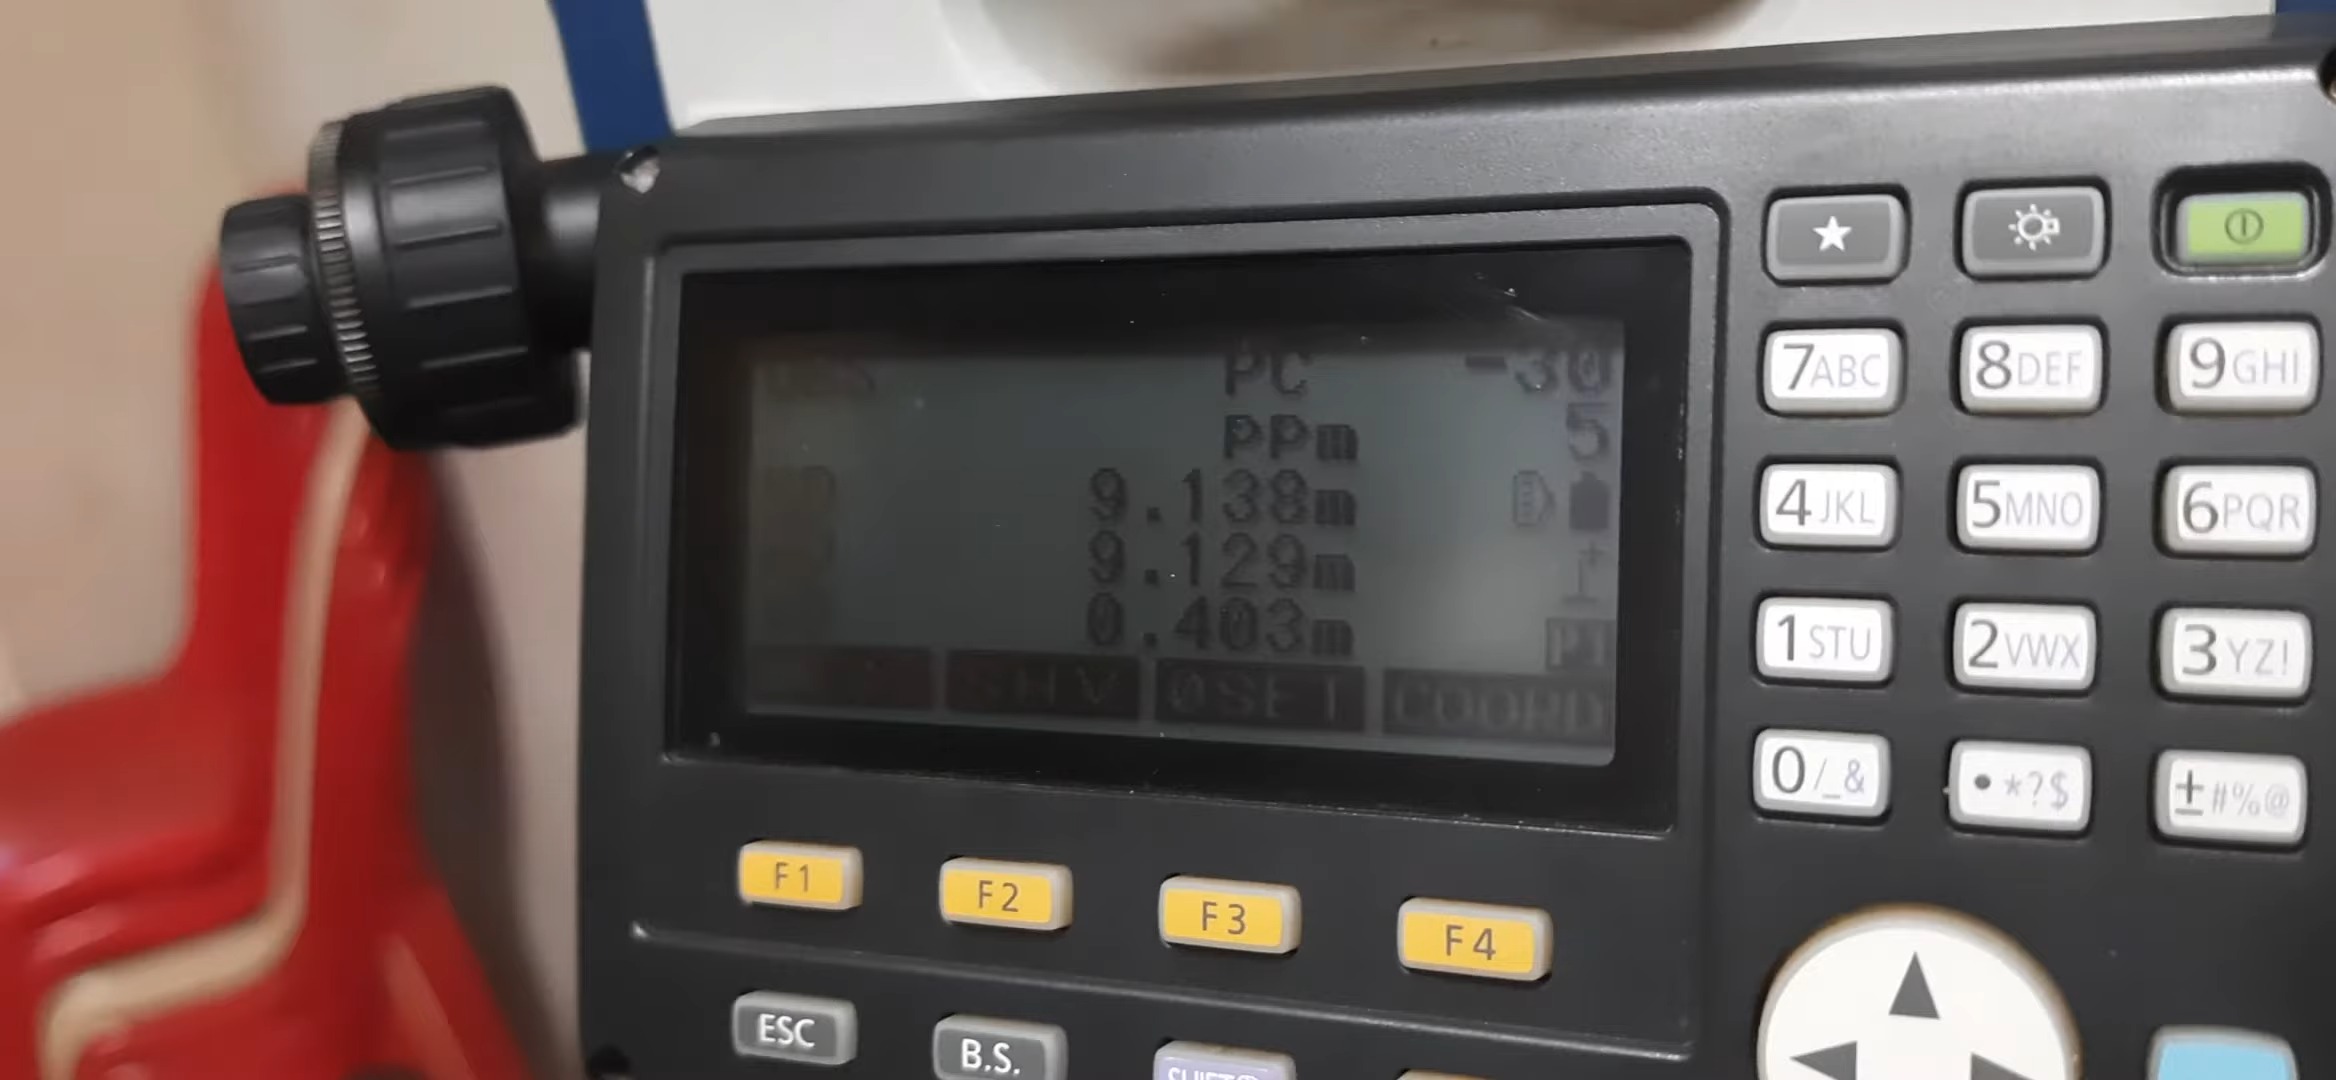 PC -30
PPm 5
9.138m
9.129m
0.403m
P1
SHV 0SET COORD
7ABC 8DEF 9GHI
4JKL 5MNO 6PQR
1STU 2VWX 3YZ!
0/_& •*?$ ±#%@
F1 F2 F3 F4
ESC B.S.